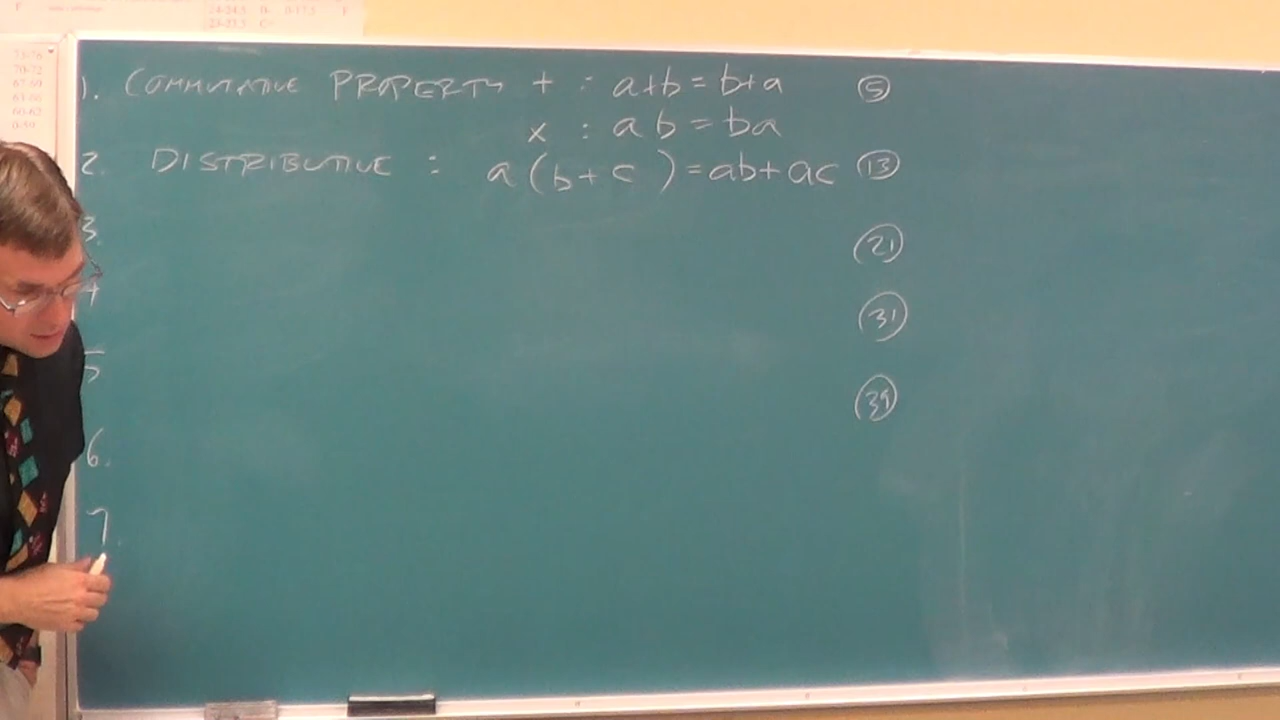 1. COMMUTATIVE PROPERTY + : a+b=b+a ⑤
x : ab=ba
2. DISTRIBUTIVE : a(b+c)=ab+ac ⑬
3. ㉑
4 ㉛
5 ㊴
6.
7.